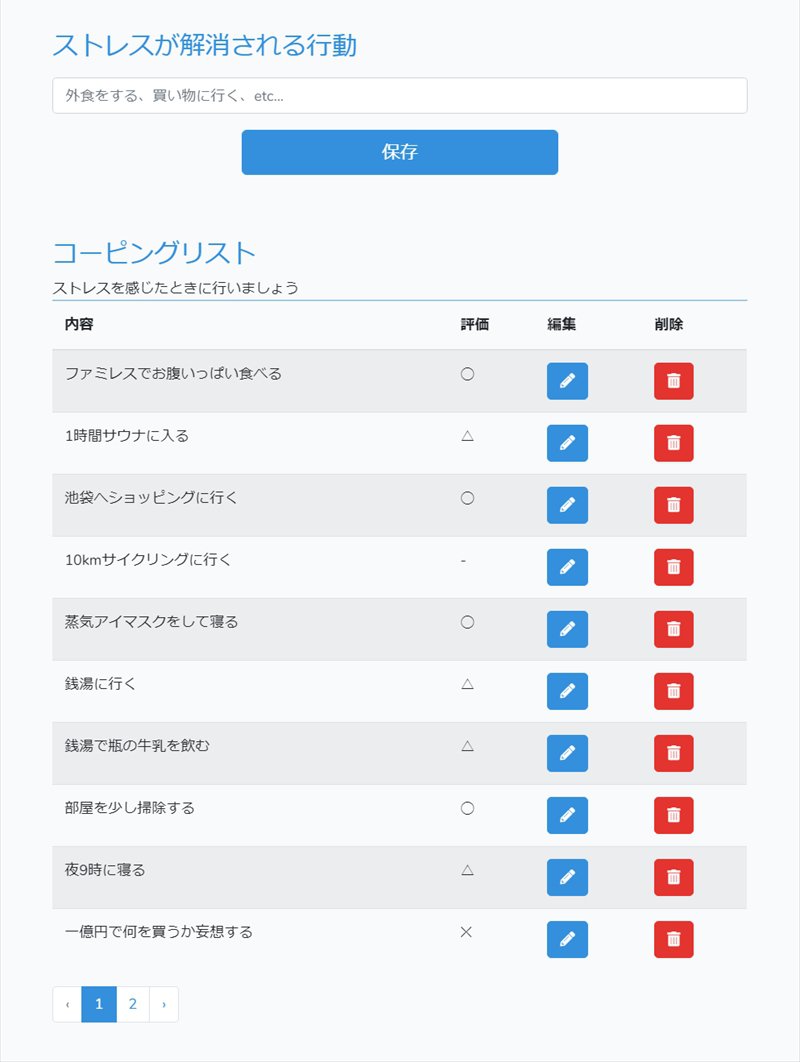 ストレスが解消される行動
外食をする、買い物に行く、etc...
保存
コーピングリスト
ストレスを感じたときに行いましょう
内容 評価 編集 削除
ファミレスでお腹いっぱい食べる ○
1時間サウナに入る △
池袋へショッピングに行く ○
10kmサイクリングに行く -
蒸気アイマスクをして寝る ○
銭湯に行く △
銭湯で瓶の牛乳を飲む △
部屋を少し掃除する ○
夜9時に寝る △
一億円で何を買うか妄想する ×
‹ 1 2 ›